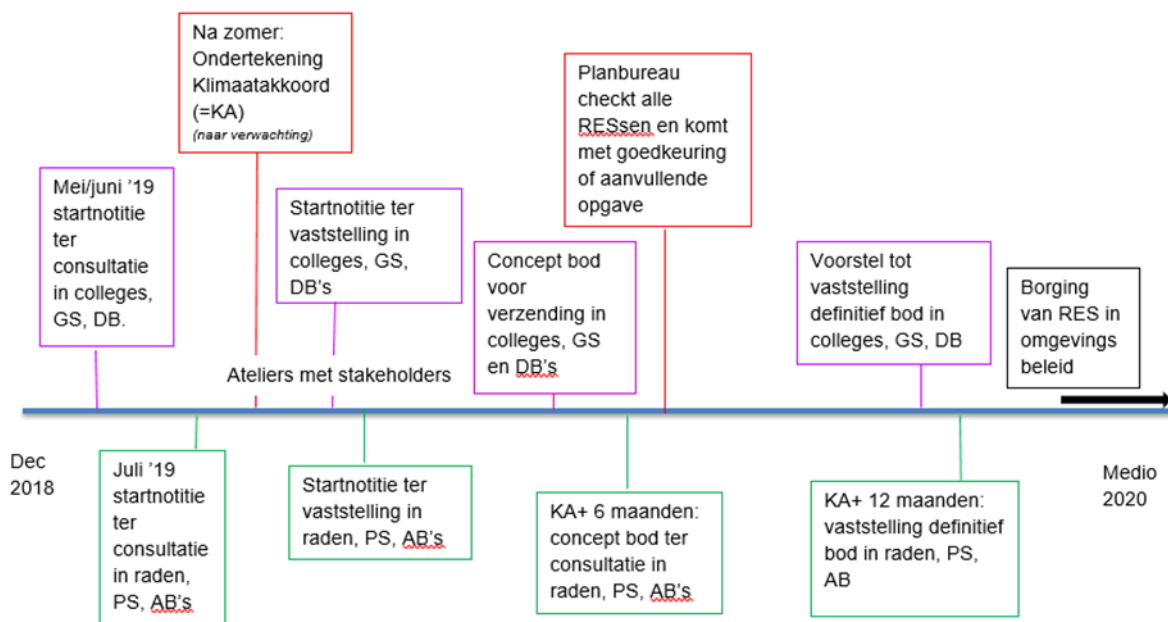 Na zomer:
Ondertekening
Klimaatakkoord
(=KA)
(naar verwachting)
Planbureau
checkt alle
RESsen en komt
met goedkeuring
of aanvullende
opgave
Mei/juni '19
startnotitie
ter
consultatie
in colleges,
GS, DB.
Startnotitie ter
vaststelling in
colleges, GS,
DB's
Concept bod
voor
verzending in
colleges, GS
en DB's
Voorstel tot
vaststelling
definitief bod in
colleges, GS, DB
Borging
van RES in
omgevings
beleid
Ateliers met stakeholders
Dec
2018
Juli '19
startnotitie
ter
consultatie
in raden,
PS, AB's
Startnotitie ter
vaststelling in
raden, PS, AB's
KA+ 6 maanden:
concept bod ter
consultatie in
raden, PS, AB's
KA+ 12 maanden:
vaststelling definitief
bod in raden, PS,
AB
Medio
2020